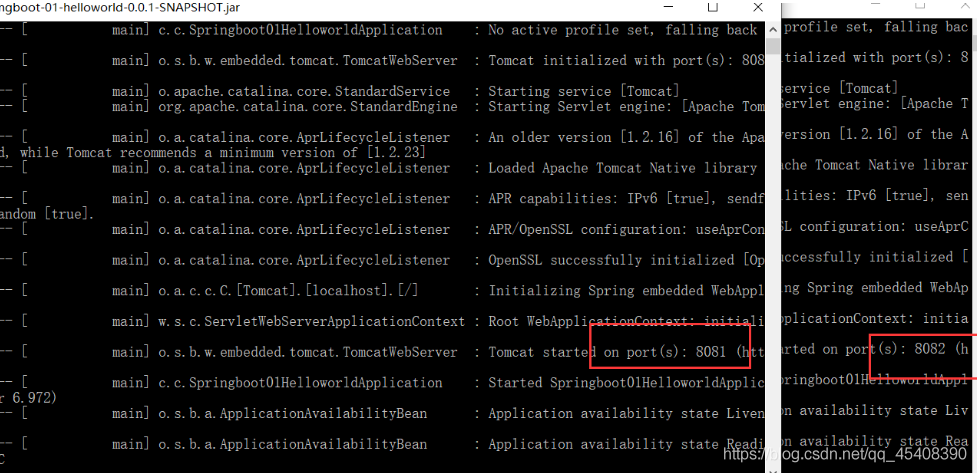 ngboot-01-helloworld-0.0.1-SNAPSHOT.jar
-- [ main] c.c.Springboot01HelloworldApplication : No active profile set, falling back
-- [ main] o.s.b.w.embedded.tomcat.TomcatWebServer : Tomcat initialized with port(s): 808
-- [ main] o.apache.catalina.core.StandardService : Starting service [Tomcat]
-- [ main] org.apache.catalina.core.StandardEngine : Starting Servlet engine: [Apache Tom
-- [ main] o.a.catalina.core.AprLifecycleListener : An older version [1.2.16] of the Apa
d, while Tomcat recommends a minimum version of [1.2.23]
-- [ main] o.a.catalina.core.AprLifecycleListener : Loaded Apache Tomcat Native library
-- [ main] o.a.catalina.core.AprLifecycleListener : APR capabilities: IPv6 [true], sendf
andom [true].
-- [ main] o.a.catalina.core.AprLifecycleListener : APR/OpenSSL configuration: useAprCon
-- [ main] o.a.catalina.core.AprLifecycleListener : OpenSSL successfully initialized [Op
-- [ main] o.a.c.c.C.[Tomcat].[localhost].[/] : Initializing Spring embedded WebAppl
-- [ main] w.s.c.ServletWebServerApplicationContext : Root WebApplicationContext: initiali
-- [ main] o.s.b.w.embedded.tomcat.TomcatWebServer : Tomcat started on port(s): 8081 (htt
-- [ main] c.c.Springboot01HelloworldApplication : Started Springboot01HelloworldApplic
r 6.972)
-- [ main] o.s.b.a.ApplicationAvailabilityBean : Application availability state Liven
-- [ main] o.s.b.a.ApplicationAvailabilityBean : Application availability state Readi
C
profile set, falling bac
tialized with port(s): 8
service [Tomcat]
Servlet engine: [Apache T
version [1.2.16] of the A
che Tomcat Native librar
ilities: IPv6 [true], sen
SL configuration: useAprC
ccessfully initialized [
ng Spring embedded WebAp
pplicationContext: initia
rted on port(s): 8082 (h
pringboot01HelloworldAppl
on availability state Liv
on availability state Rea
https://blog.csdn.net/qq_45408390